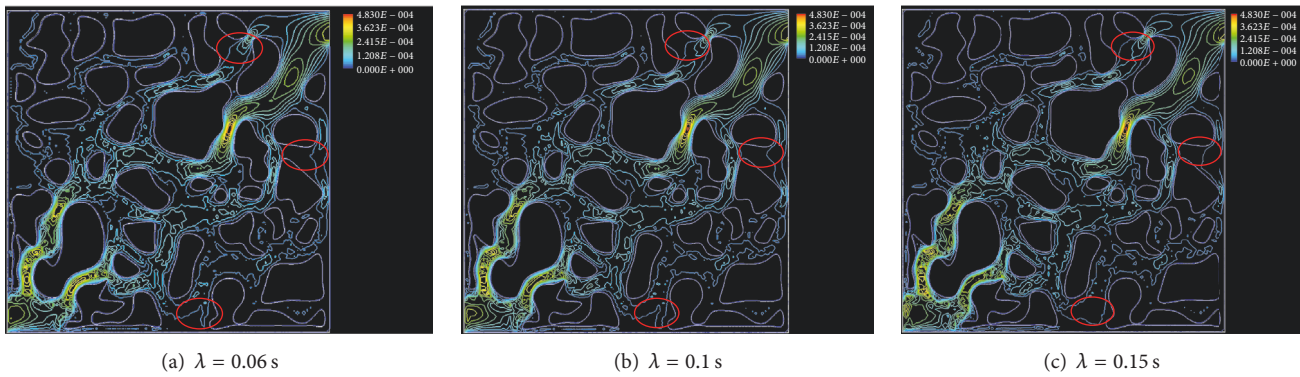 4.830E − 004
3.623E − 004
2.415E − 004
1.208E − 004
0.000E + 000
4.830E − 004
3.623E − 004
2.415E − 004
1.208E − 004
0.000E + 000
4.830E − 004
3.623E − 004
2.415E − 004
1.208E − 004
0.000E + 000
(a) λ = 0.06 s
(b) λ = 0.1 s
(c) λ = 0.15 s